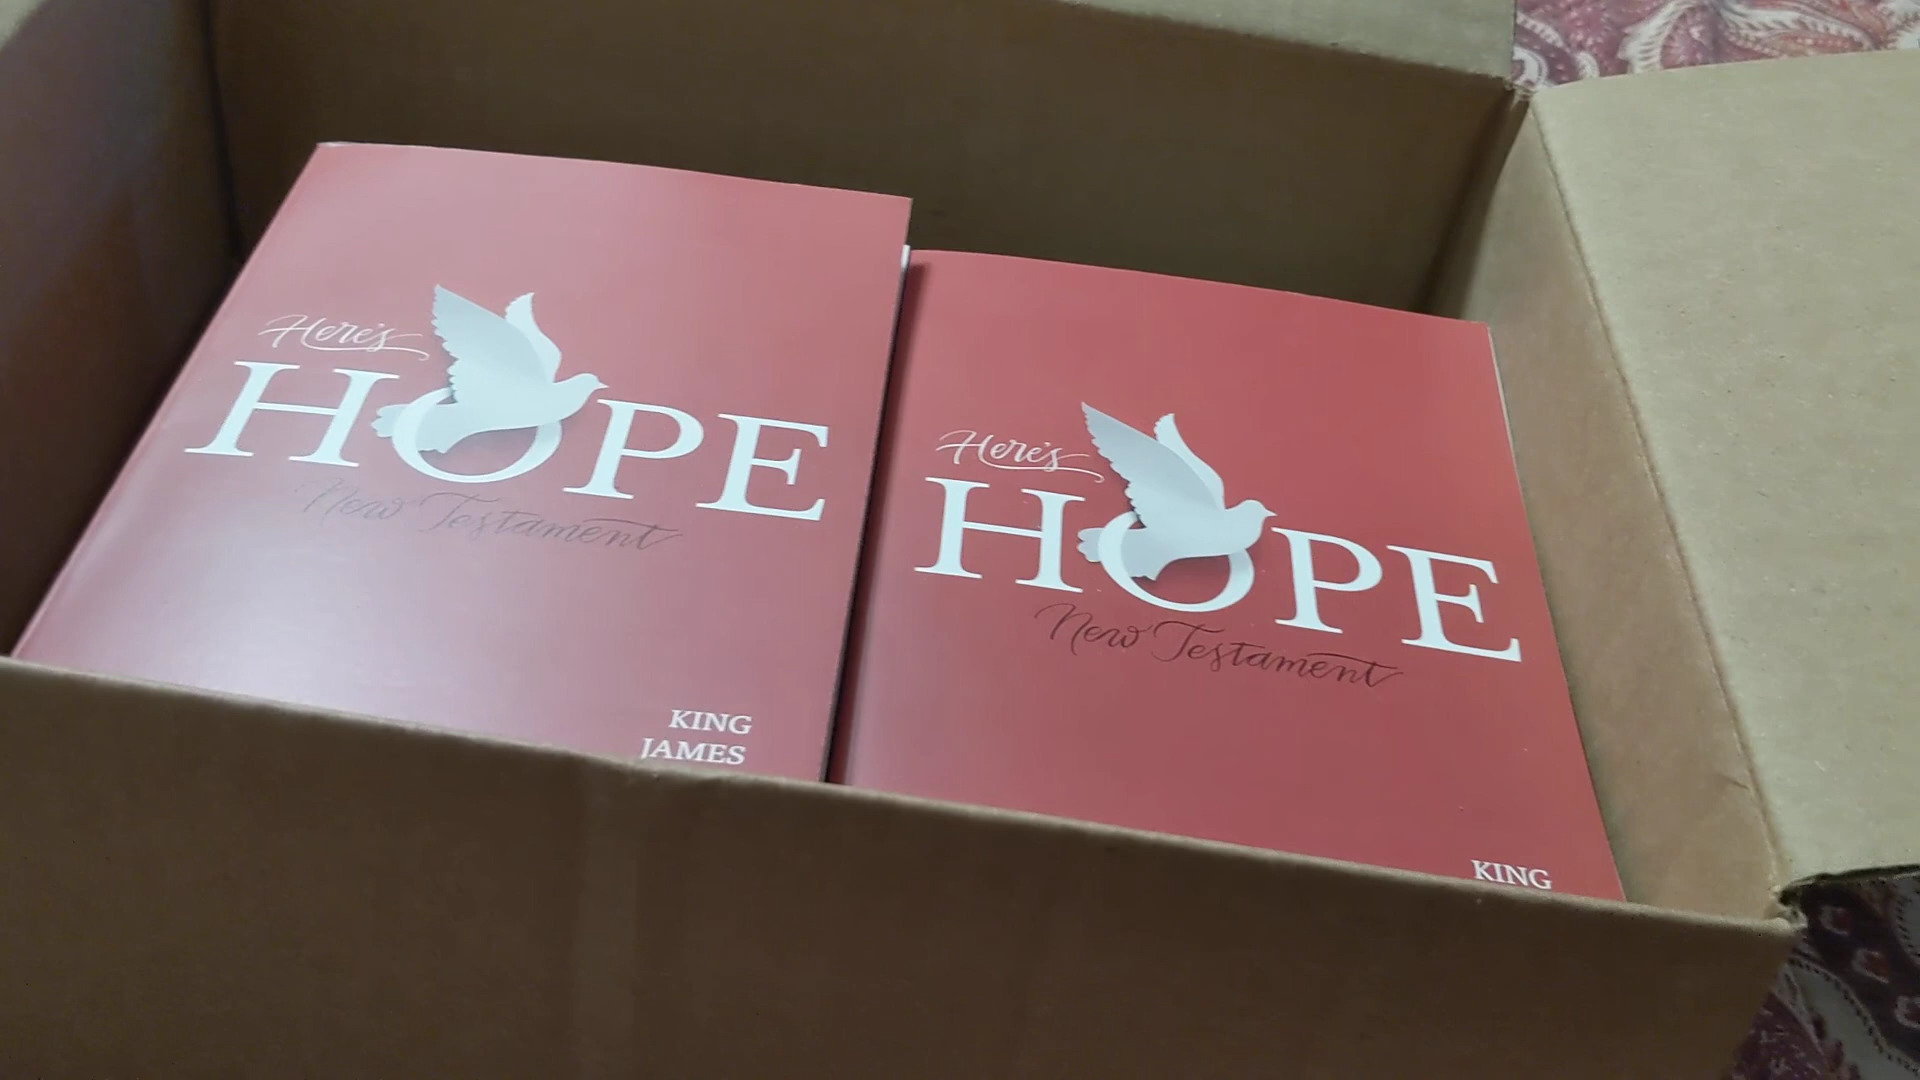 Here's
HOPE
New Testament
KING
JAMES
Here's
HOPE
New Testament
KING